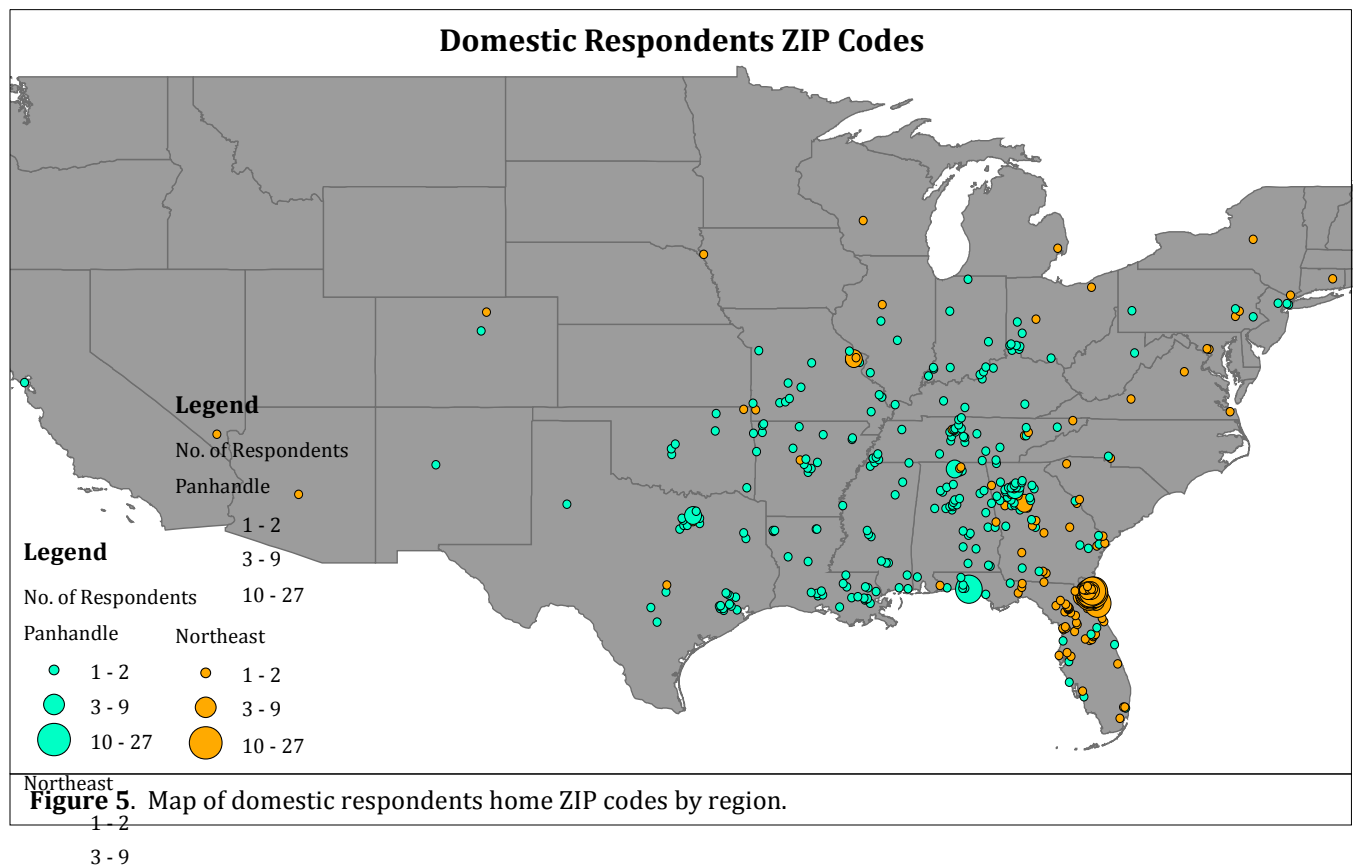 Domestic Respondents ZIP Codes
Legend
No. of Respondents
Panhandle
1 - 2
3 - 9
10 - 27
Legend
No. of Respondents
Panhandle
1 - 2
3 - 9
10 - 27
Northeast
1 - 2
3 - 9
10 - 27
Northeast
Figure 5. Map of domestic respondents home ZIP codes by region.
1 - 2
3 - 9